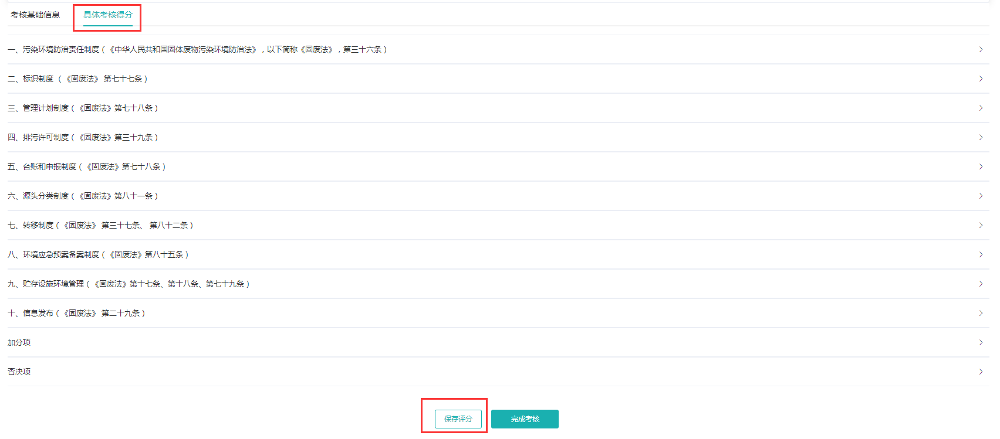 考核基础信息 具体考核得分
一、污染环境防治责任制度（《中华人民共和国固体废物污染环境防治法》，以下简称《固废法》，第三十六条）
二、标识制度 （《固废法》 第七十七条）
三、管理计划制度（《固废法》第七十八条）
四、排污许可制度（《固废法》第三十九条）
五、台账和申报制度（《固废法》第七十八条）
六、源头分类制度（《固废法》第八十一条）
七、转移制度（《固废法》 第三十七条、 第八十二条）
八、环境应急预案备案制度（《固废法》第八十五条）
九、贮存设施环境管理（《固废法》第十七条、第十八条、第七十九条）
十、信息发布（《固废法》 第二十九条）
加分项
否决项
保存评分 完成考核